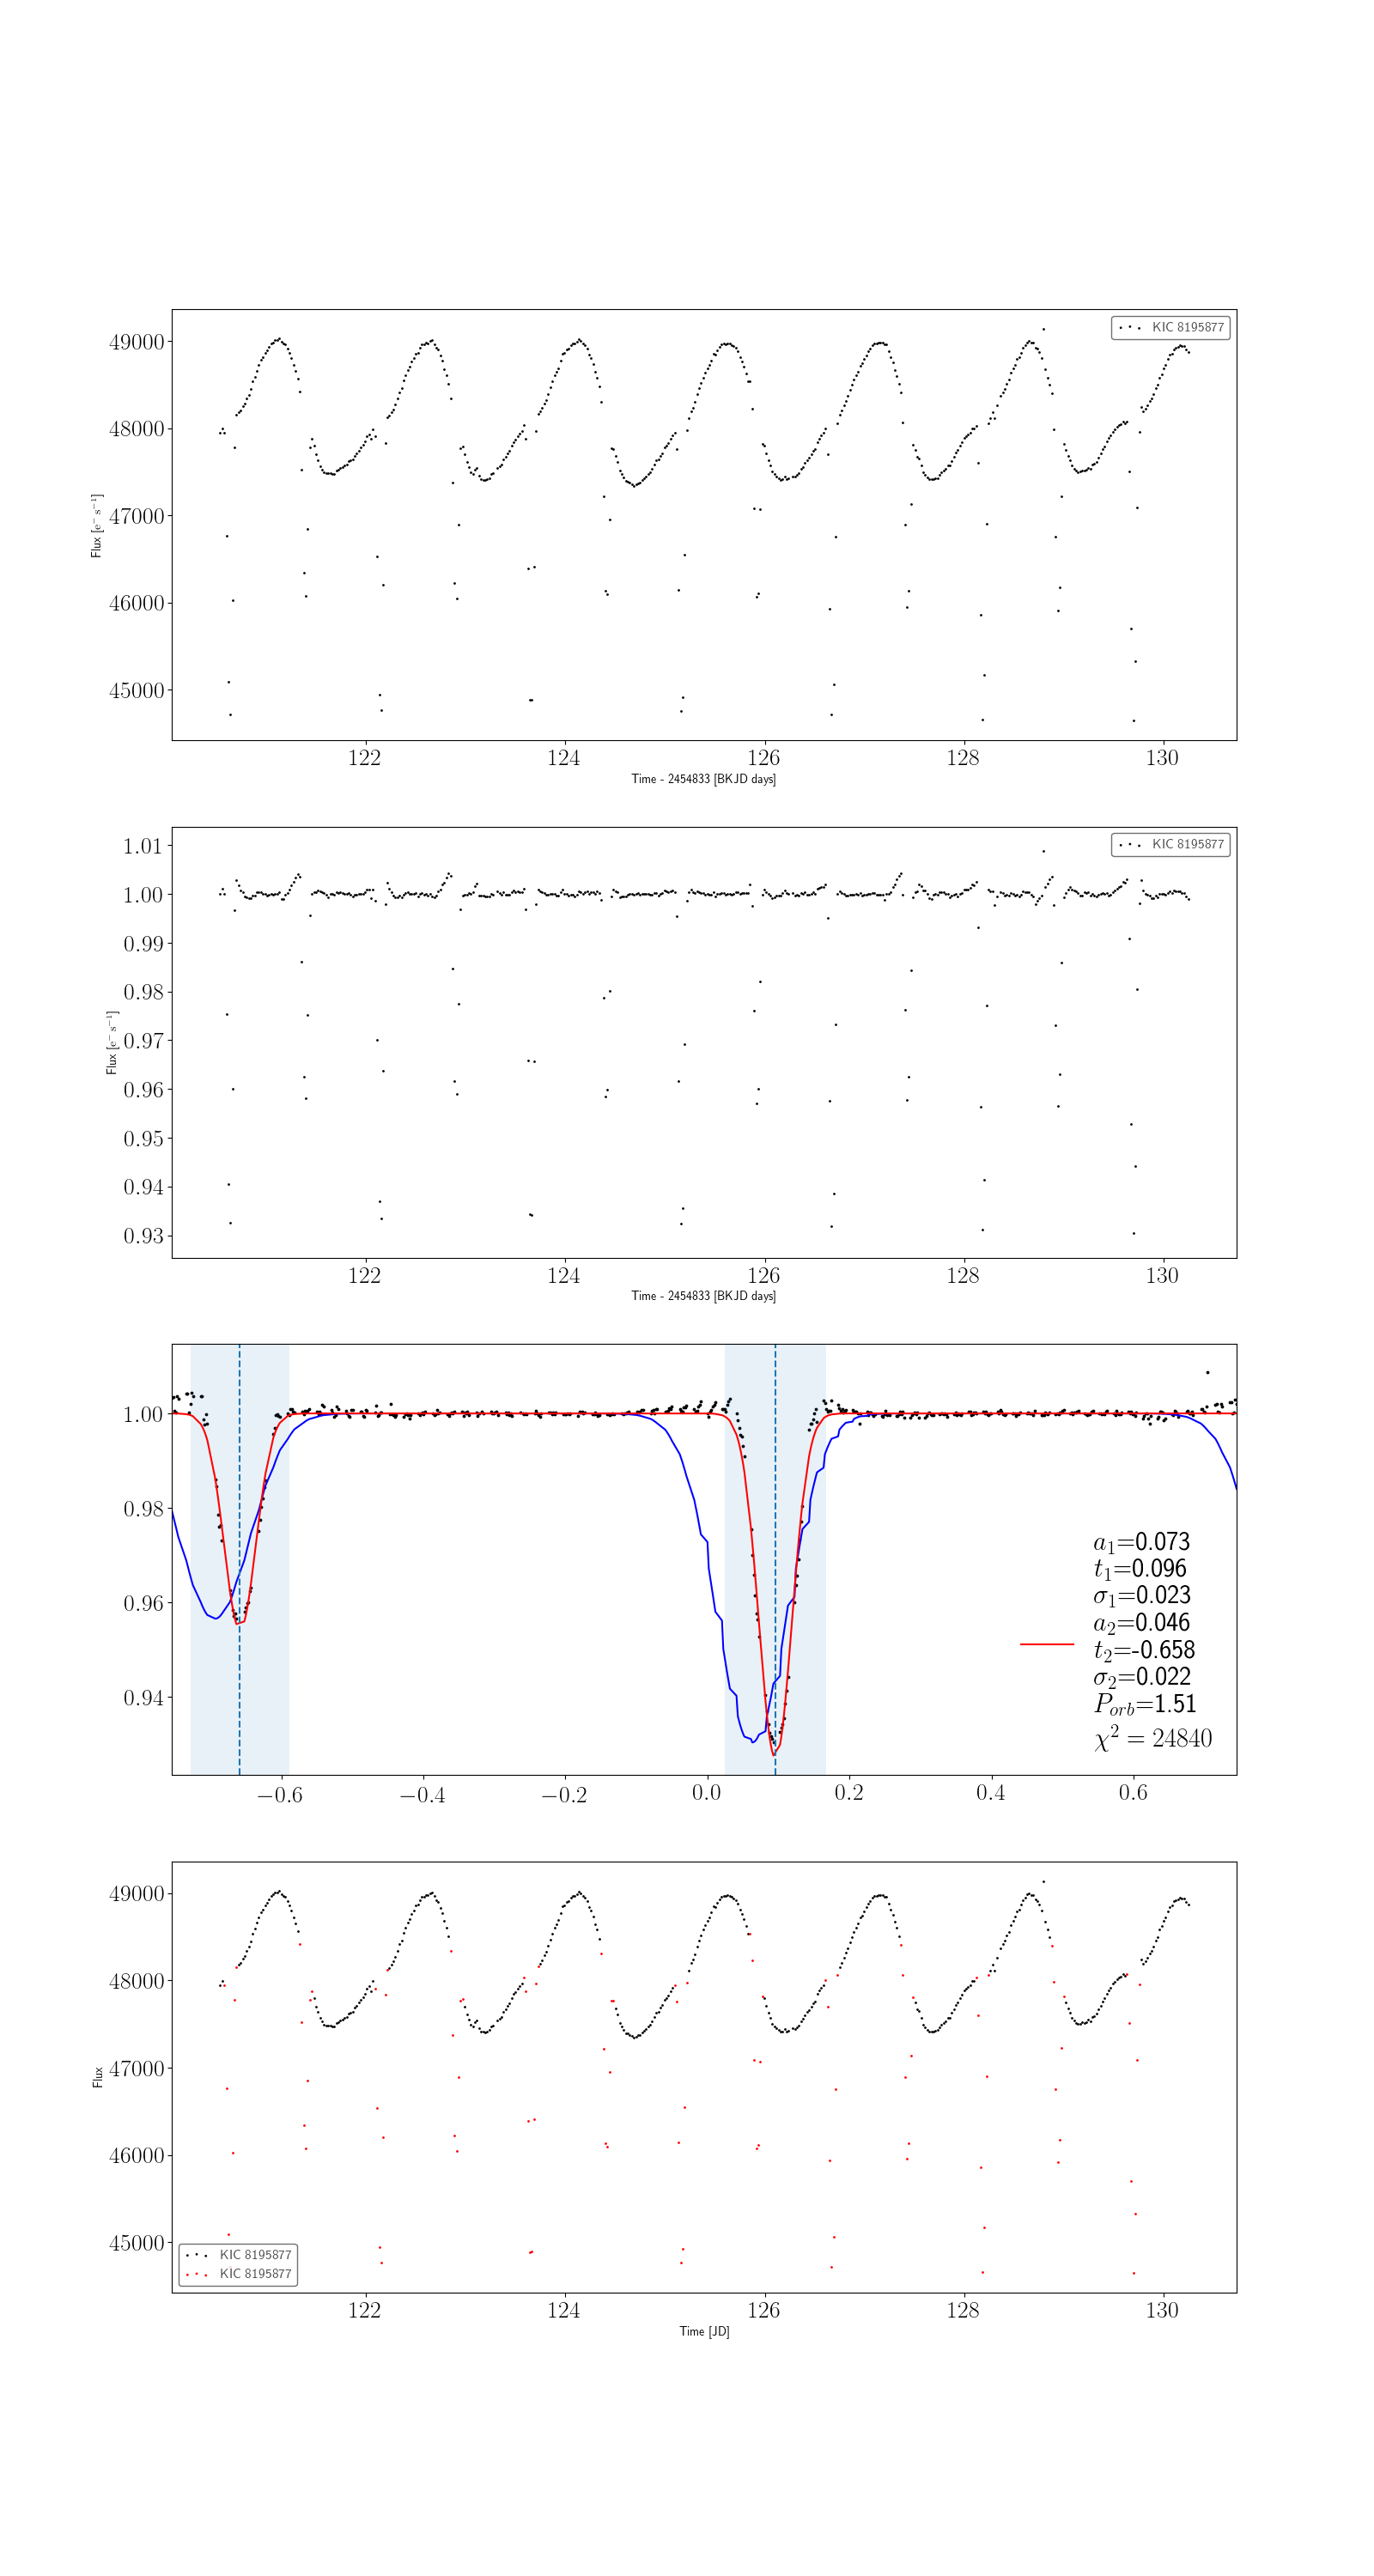 KIC 8195877
49000
48000
47000
46000
45000
Flux [e⁻ s⁻¹]
122 124 126 128 130
Time - 2454833 [BKJD days]
KIC 8195877
1.01
1.00
0.99
0.98
0.97
0.96
0.95
0.94
0.93
Flux [e⁻ s⁻¹]
122 124 126 128 130
Time - 2454833 [BKJD days]
1.00
0.98
0.96
0.94
a₁=0.073
t₁=0.096
σ₁=0.023
a₂=0.046
t₂=-0.658
σ₂=0.022
P_orb=1.51
χ² = 24840
−0.6 −0.4 −0.2 0.0 0.2 0.4 0.6
49000
48000
47000
46000
45000
Flux
KIC 8195877
KIC 8195877
122 124 126 128 130
Time [JD]